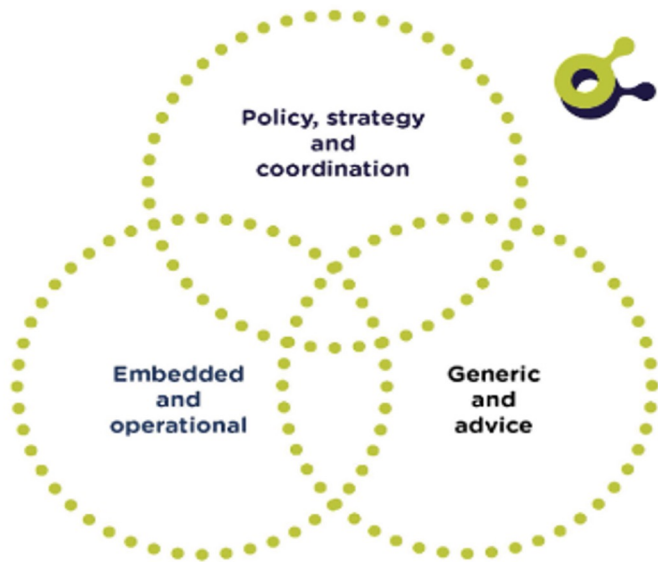 Policy, strategy
and
coordination
Embedded
and
operational
Generic
and
advice